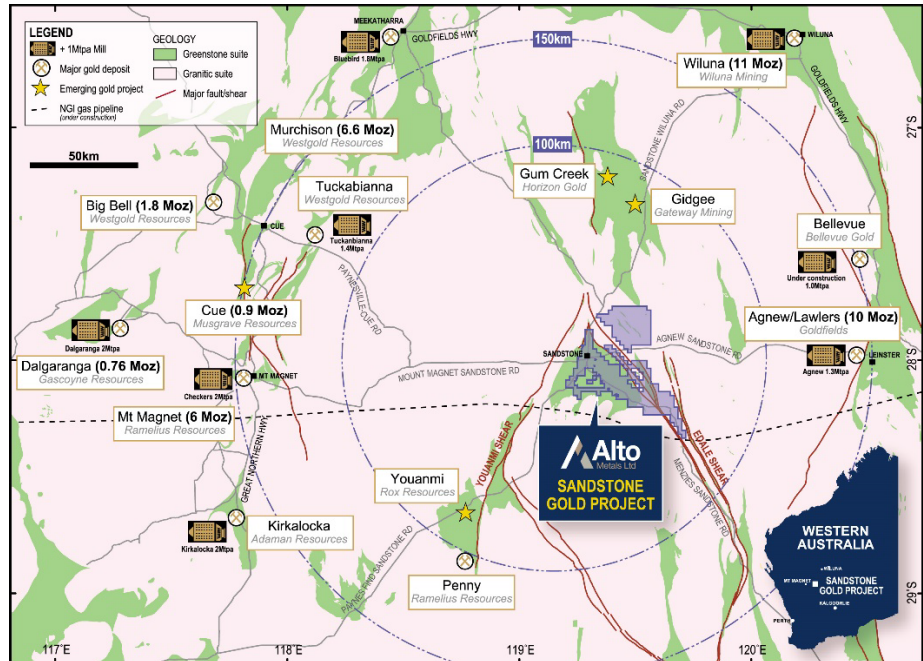 LEGEND
+ 1Mtpa Mill
Major gold deposit
Emerging gold project
NGI gas pipeline
(under construction)
GEOLOGY
Greenstone suite
Granitic suite
Major fault/shear
50km
MEEKATHARRA
GOLDFIELDS HWY
Bluebird 1.8Mtpa
150km
WILUNA
Wiluna (11 Moz)
Wiluna Mining
GOLDFIELDS HWY
27°S
Murchison (6.6 Moz)
Westgold Resources
100km
SANDSTONE WILUNA RD
Gum Creek
Horizon Gold
Tuckabianna
Westgold Resources
Big Bell (1.8 Moz)
Westgold Resources
Gidgee
Gateway Mining
CUE
Tuckanbianna
1.4Mtpa
Bellevue
Bellevue Gold
PAYNESVILLE-CUE RD
Under construction
1.0Mtpa
Cue (0.9 Moz)
Musgrave Resources
Agnew/Lawlers (10 Moz)
Goldfields
Dalgaranga 2Mtpa
AGNEW SANDSTONE RD
SANDSTONE
28°S
LEINSTER
Agnew 1.3Mtpa
Dalgaranga (0.76 Moz)
Gascoyne Resources
MOUNT MAGNET SANDSTONE RD
MT MAGNET
Checkers 2Mtpa
Mt Magnet (6 Moz)
Ramelius Resources
GREAT NORTHERN HWY
YOUANMI SHEAR
EDALE SHEAR
Alto
Metals Ltd
SANDSTONE
GOLD PROJECT
MENZIES SANDSTONE RD
Youanmi
Rox Resources
WESTERN
AUSTRALIA
Kirkalocka
Adaman Resources
Kirkalocka 2Mtpa
WILUNA
MT MAGNET
SANDSTONE
GOLD PROJECT
KALGOORLIE
PERTH
PAYNES FIND SANDSTONE RD
Penny
Ramelius Resources
29°S
117°E
118°E
119°E
120°E